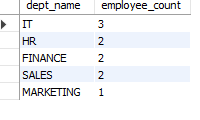 dept_name employee_count
IT 3
HR 2
FINANCE 2
SALES 2
MARKETING 1